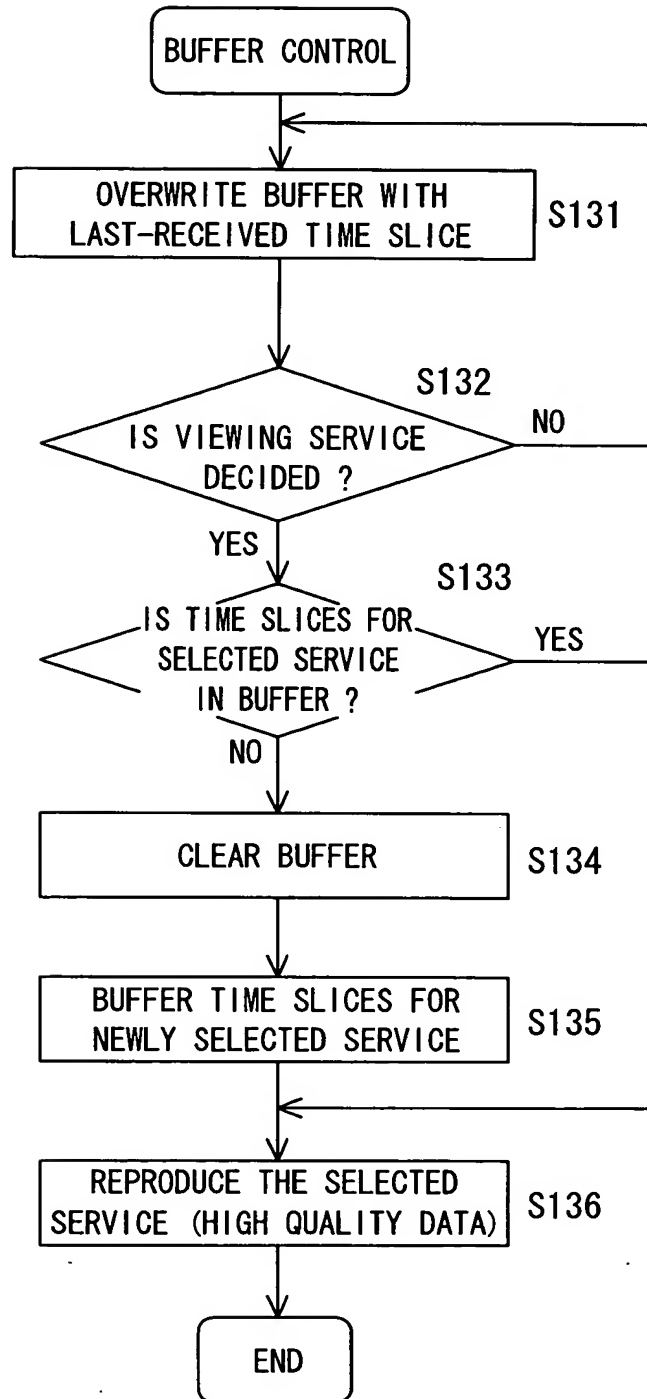 BUFFER CONTROL
OVERWRITE BUFFER WITH
LAST-RECEIVED TIME SLICE
S131
S132
IS VIEWING SERVICE
DECIDED ?
NO
YES
S133
IS TIME SLICES FOR
SELECTED SERVICE
IN BUFFER ?
YES
NO
CLEAR BUFFER
S134
BUFFER TIME SLICES FOR
NEWLY SELECTED SERVICE
S135
REPRODUCE THE SELECTED
SERVICE (HIGH QUALITY DATA)
S136
END